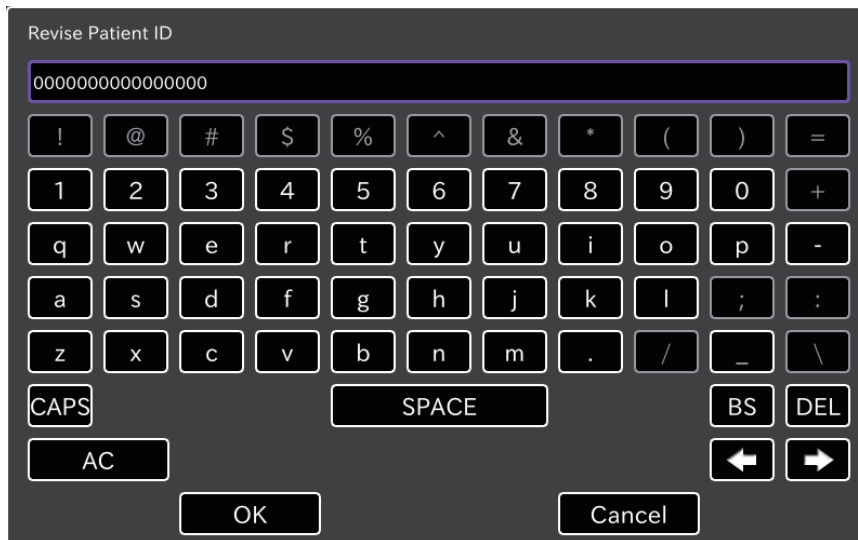 Revise Patient ID
0000000000000000
! @ # $ % ^ & * ( ) =
1 2 3 4 5 6 7 8 9 0 +
q w e r t y u i o p -
a s d f g h j k l ; :
z x c v b n m . / _ \
CAPS SPACE BS DEL
AC
OK Cancel